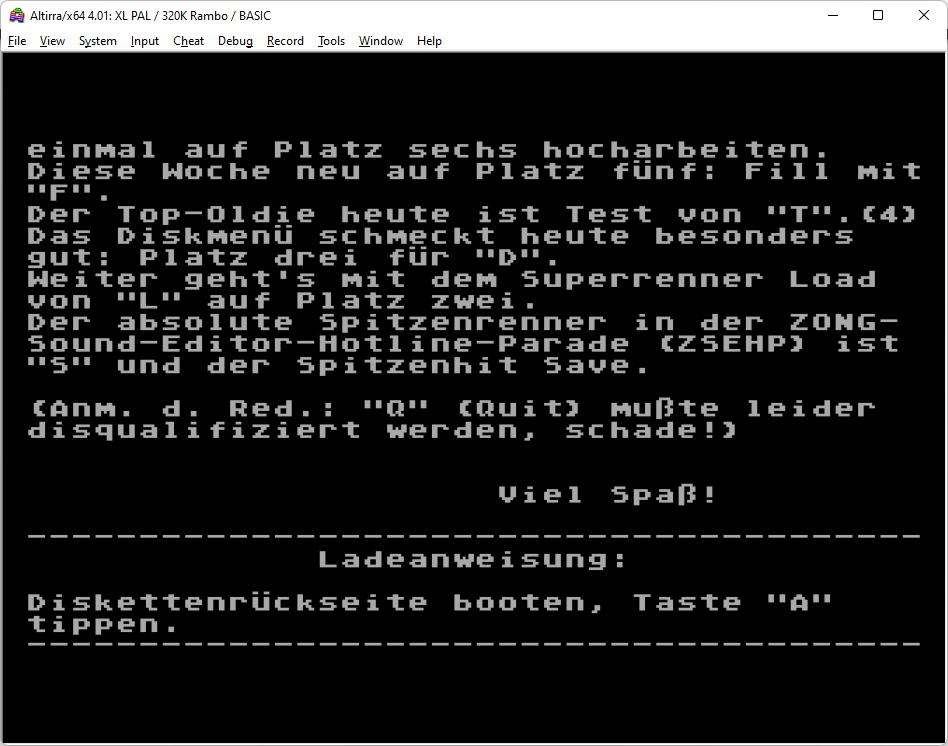 Altirra/x64 4.01: XL PAL / 320K Rambo / BASIC
File View System Input Cheat Debug Record Tools Window Help
einmal auf Platz sechs hocharbeiten.
Diese Woche neu auf Platz fünf: Fill mit
"F".
Der Top-Oldie heute ist Test von "T".(4)
Das Diskmenü schmeckt heute besonders
gut: Platz drei für "D".
Weiter geht's mit dem Superrenner Load
von "L" auf Platz zwei.
Der absolute Spitzenrenner in der ZONG-
Sound-Editor-Hotline-Parade (ZSEHP) ist
"S" und der Spitzenhit Save.
(Anm. d. Red.: "Q" (Quit) mußte leider
disqualifiziert werden, schade!)
Viel Spaß!
----------------------------------------
Ladeanweisung:
Diskettenrückseite booten, Taste "A"
tippen.
----------------------------------------